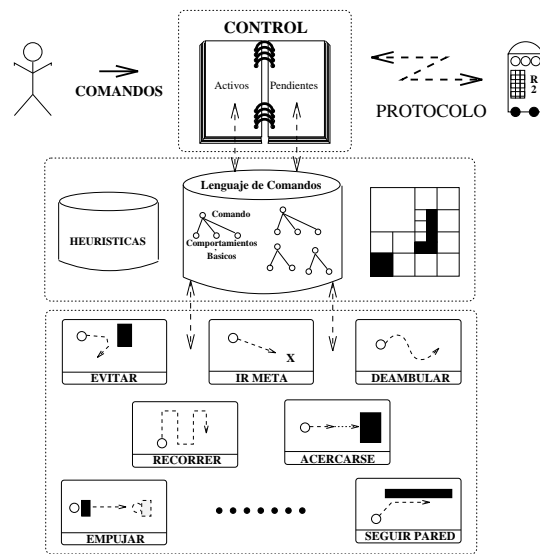 CONTROL
Activos
Pendientes
COMANDOS
PROTOCOLO
R
2
Lenguaje de Comandos
Comando
HEURISTICAS
Comportamientos
Basicos
X
EVITAR
IR META
DEAMBULAR
RECORRER
ACERCARSE
EMPUJAR
SEGUIR PARED